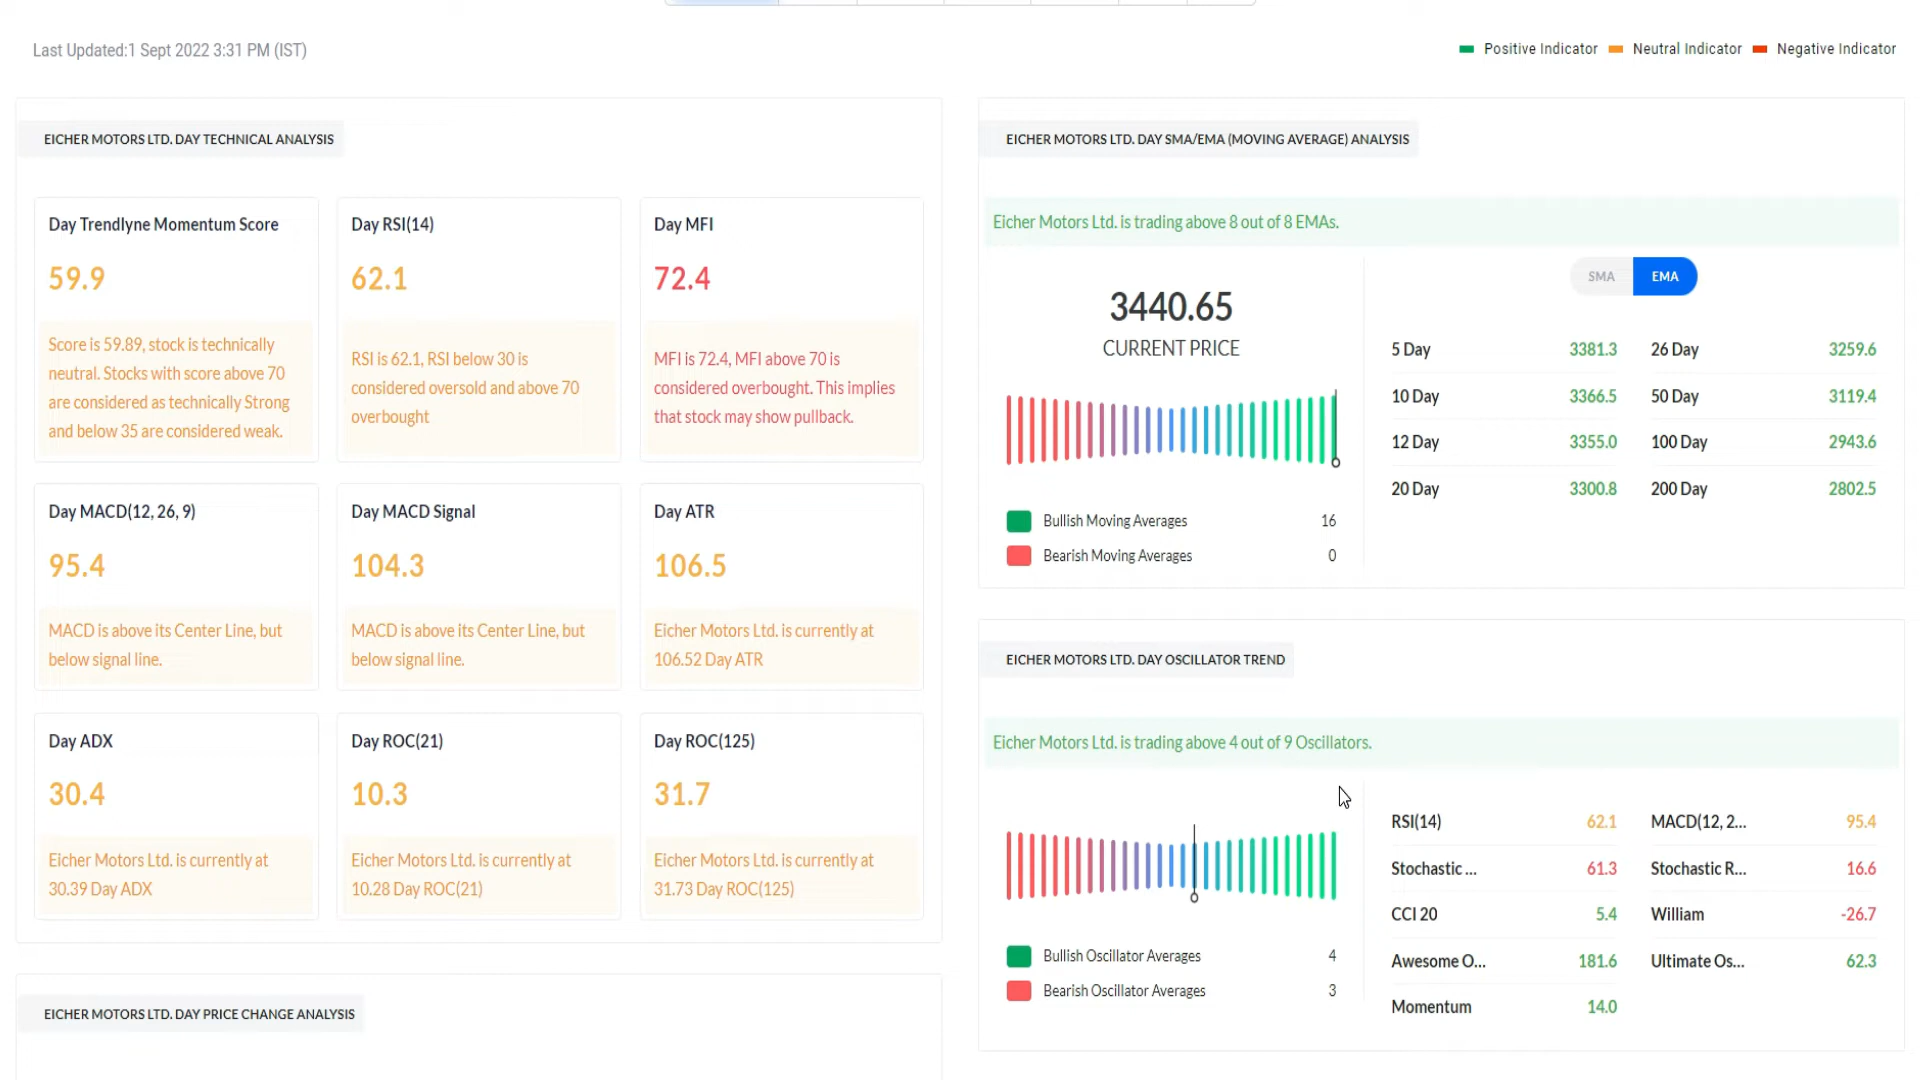 Last Updated:1 Sept 2022 3:31 PM (IST)
Positive Indicator Neutral Indicator Negative Indicator
EICHER MOTORS LTD. DAY TECHNICAL ANALYSIS
Day Trendlyne Momentum Score
59.9
Score is 59.89, stock is technically
neutral. Stocks with score above 70
are considered as technically Strong
and below 35 are considered weak.
Day RSI(14)
62.1
RSI is 62.1, RSI below 30 is
considered oversold and above 70
overbought
Day MFI
72.4
MFI is 72.4, MFI above 70 is
considered overbought. This implies
that stock may show pullback.
Day MACD(12, 26, 9)
95.4
MACD is above its Center Line, but
below signal line.
Day MACD Signal
104.3
MACD is above its Center Line, but
below signal line.
Day ATR
106.5
Eicher Motors Ltd. is currently at
106.52 Day ATR
Day ADX
30.4
Eicher Motors Ltd. is currently at
30.39 Day ADX
Day ROC(21)
10.3
Eicher Motors Ltd. is currently at
10.28 Day ROC(21)
Day ROC(125)
31.7
Eicher Motors Ltd. is currently at
31.73 Day ROC(125)
EICHER MOTORS LTD. DAY PRICE CHANGE ANALYSIS
EICHER MOTORS LTD. DAY SMA/EMA (MOVING AVERAGE) ANALYSIS
Eicher Motors Ltd. is trading above 8 out of 8 EMAs.
3440.65
CURRENT PRICE
Bullish Moving Averages 16
Bearish Moving Averages 0
SMA EMA
5 Day 3381.3 26 Day 3259.6
10 Day 3366.5 50 Day 3119.4
12 Day 3355.0 100 Day 2943.6
20 Day 3300.8 200 Day 2802.5
EICHER MOTORS LTD. DAY OSCILLATOR TREND
Eicher Motors Ltd. is trading above 4 out of 9 Oscillators.
Bullish Oscillator Averages 4
Bearish Oscillator Averages 3
RSI(14) 62.1 MACD(12, 2... 95.4
Stochastic ... 61.3 Stochastic R... 16.6
CCI 20 5.4 William -26.7
Awesome O... 181.6 Ultimate Os... 62.3
Momentum 14.0